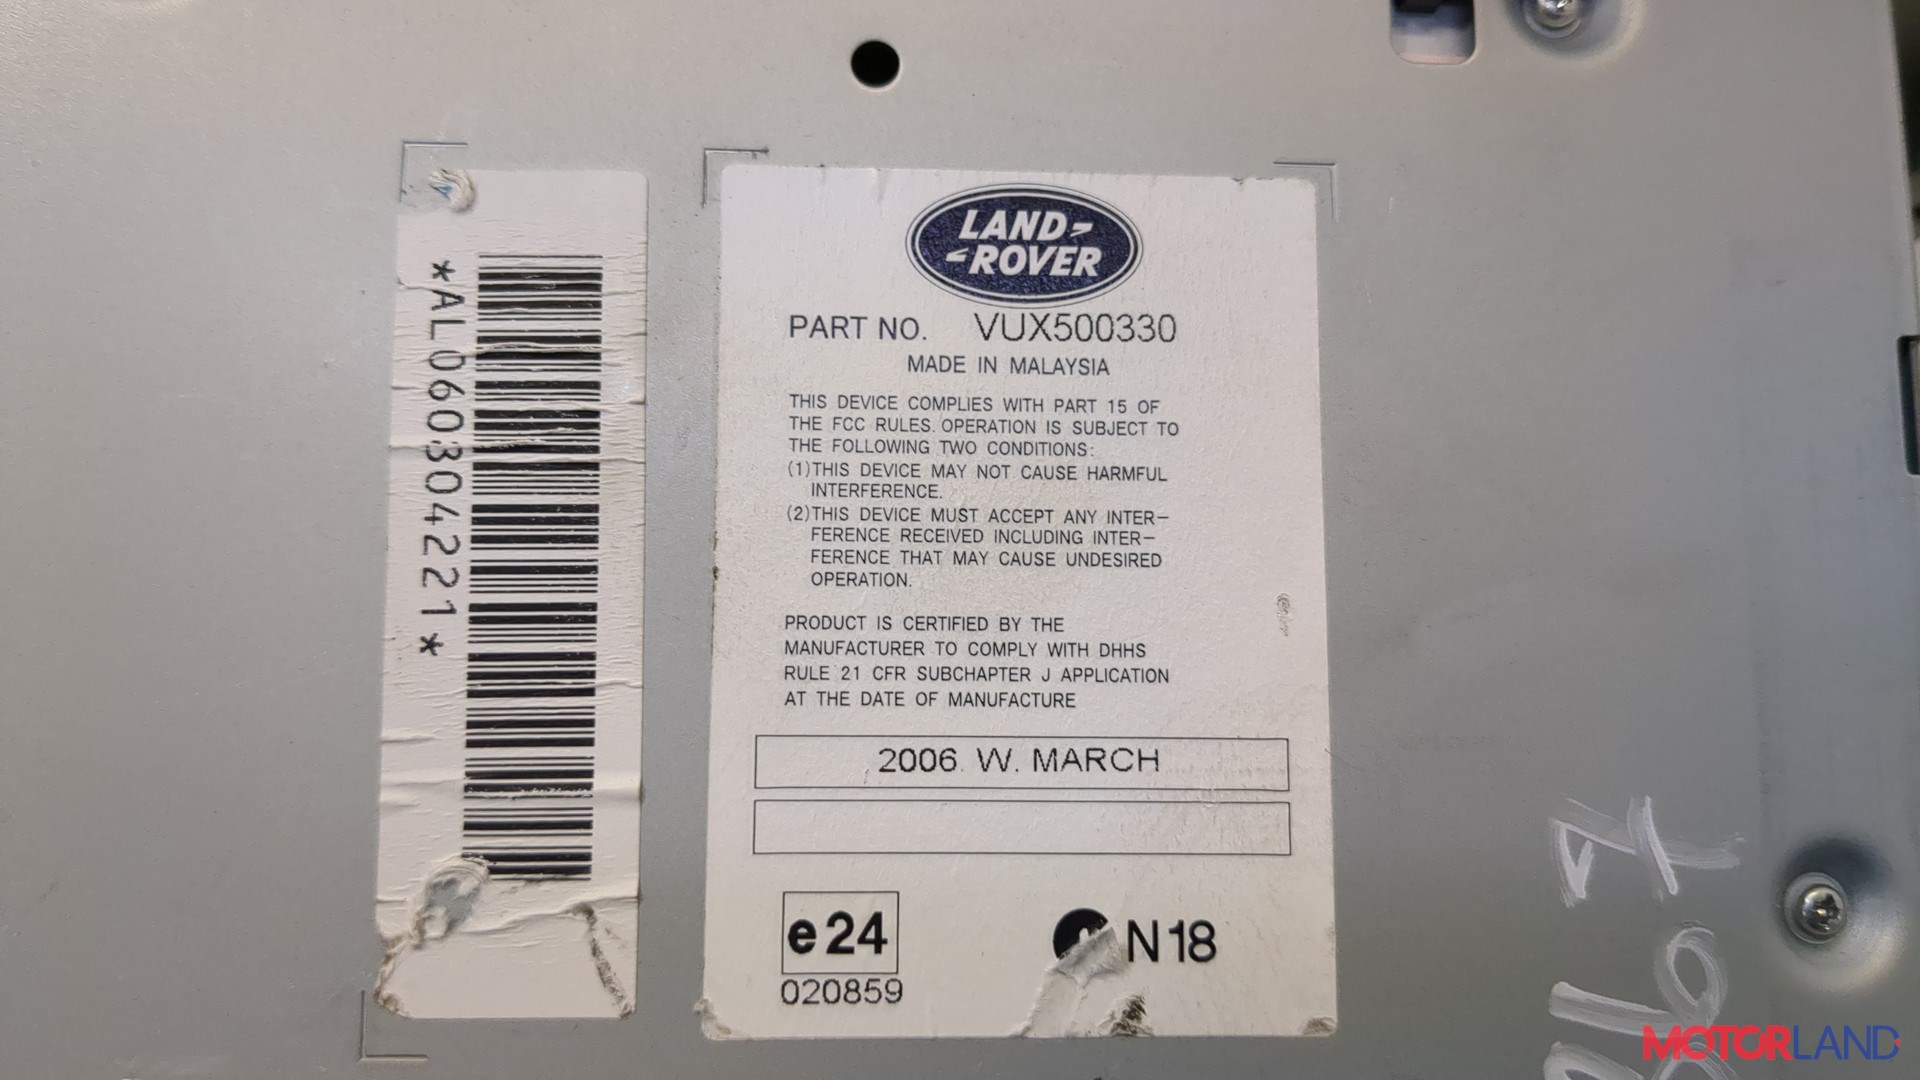 *AL060304221*
LAND-
-ROVER
PART NO. VUX500330
MADE IN MALAYSIA
THIS DEVICE COMPLIES WITH PART 15 OF
THE FCC RULES. OPERATION IS SUBJECT TO
THE FOLLOWING TWO CONDITIONS:
(1)THIS DEVICE MAY NOT CAUSE HARMFUL
INTERFERENCE.
(2)THIS DEVICE MUST ACCEPT ANY INTER-
FERENCE RECEIVED INCLUDING INTER-
FERENCE THAT MAY CAUSE UNDESIRED
OPERATION.
PRODUCT IS CERTIFIED BY THE
MANUFACTURER TO COMPLY WITH DHHS
RULE 21 CFR SUBCHAPTER J APPLICATION
AT THE DATE OF MANUFACTURE
2006. W. MARCH
e24
020859
N18
MOTORLAND